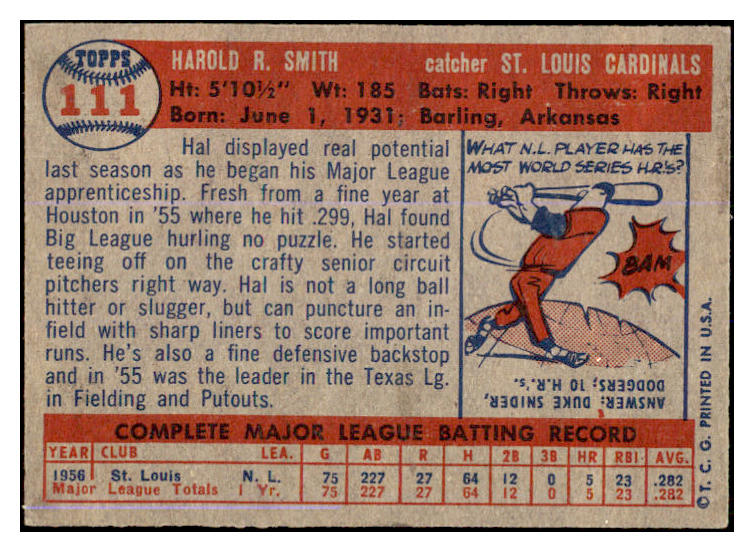 TOPPS
111
HAROLD R. SMITH catcher ST. LOUIS CARDINALS
Ht: 5'10½" Wt: 185 Bats: Right Throws: Right
Born: June 1, 1931; Barling, Arkansas
Hal displayed real potential
last season as he began his Major League
apprenticeship. Fresh from a fine year at
Houston in '55 where he hit .299, Hal found
Big League hurling no puzzle. He started
teeing off on the crafty senior circuit
pitchers right way. Hal is not a long ball
hitter or slugger, but can puncture an in-
field with sharp liners to score important
runs. He's also a fine defensive backstop
and in '55 was the leader in the Texas Lg.
in Fielding and Putouts.
WHAT N.L. PLAYER HAS THE
MOST WORLD SERIES H.R.'S?
BAM
ANSWER: DUKE SNIDER,
DODGERS; 10 H.R.'s.
COMPLETE MAJOR LEAGUE BATTING RECORD
YEAR CLUB LEA. G AB R H 2B 3B HR RBI AVG.
1956 St. Louis N. L. 75 227 27 64 12 0 5 23 .282
Major League Totals 1 Yr. 75 227 27 64 12 0 5 23 .282
© T. C. G. PRINTED IN U.S.A.